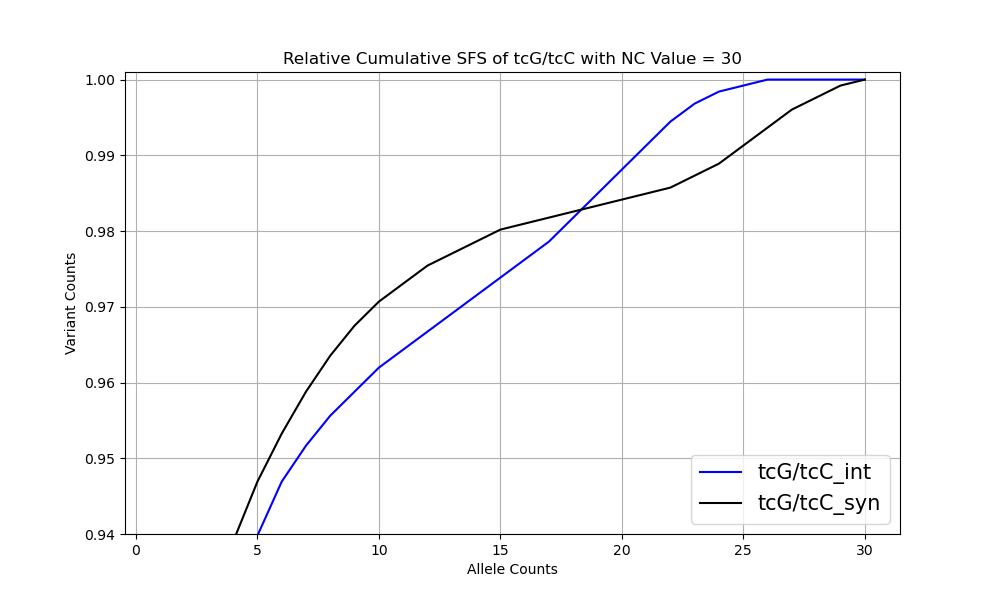 Relative Cumulative SFS of tcG/tcC with NC Value = 30
1.00
0.99
0.98
0.97
0.96
0.95
0.94
Variant Counts
0 5 10 15 20 25 30
Allele Counts
tcG/tcC_int
tcG/tcC_syn